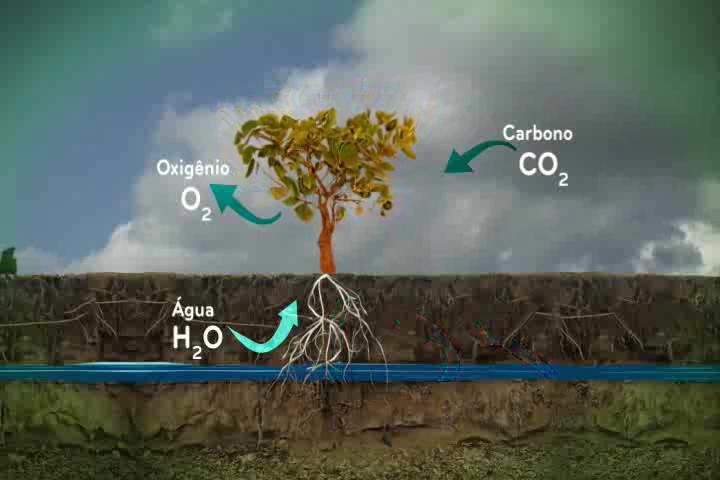 Carbono
CO₂
Oxigênio
O₂
Água
H₂O